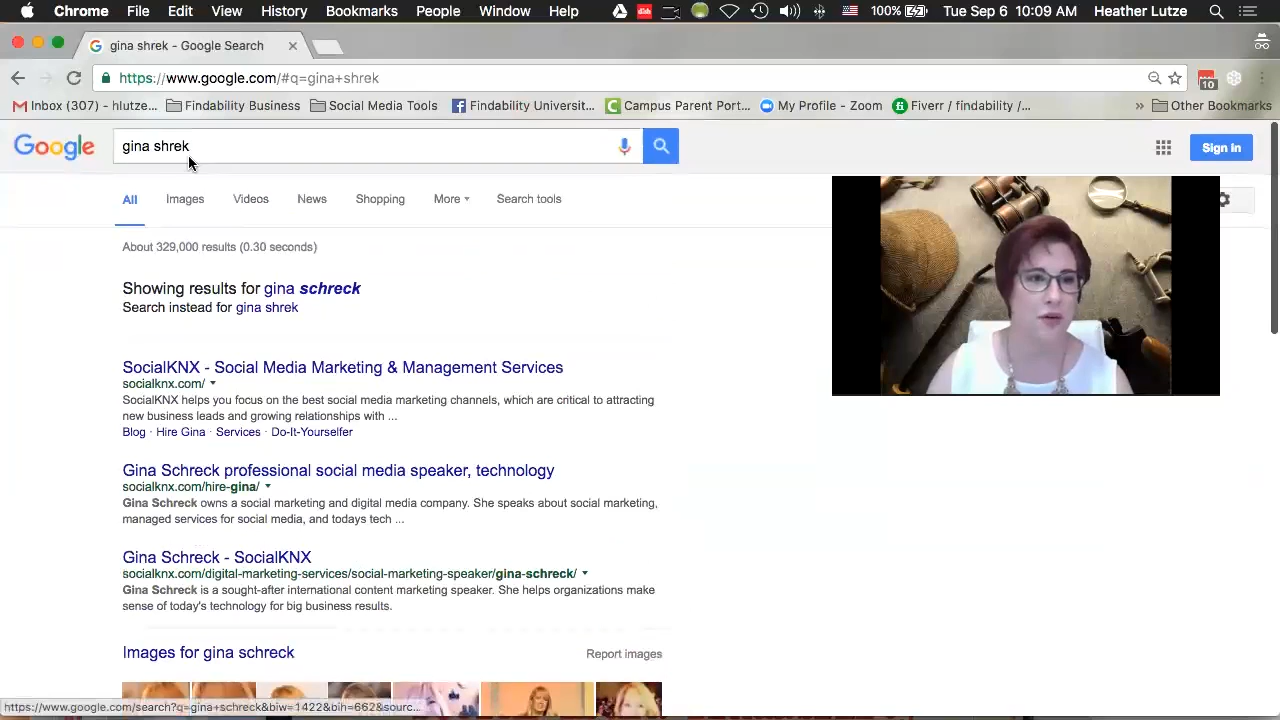 Chrome File Edit View History Bookmarks People Window Help 100% Tue Sep 6 10:09 AM Heather Lutze
gina shrek - Google Search
https://www.google.com/#q=gina+shrek 10
Inbox (307) - hlutze... Findability Business Social Media Tools Findability Universit... Campus Parent Port... My Profile - Zoom Fiverr / findability /... » Other Bookmarks
Google gina shrek Sign in
All Images Videos News Shopping More Search tools
About 329,000 results (0.30 seconds)
Showing results for gina schreck
Search instead for gina shrek
SocialKNX - Social Media Marketing & Management Services
socialknx.com/
SocialKNX helps you focus on the best social media marketing channels, which are critical to attracting
new business leads and growing relationships with ...
Blog · Hire Gina · Services · Do-It-Yourselfer
Gina Schreck professional social media speaker, technology
socialknx.com/hire-gina/
Gina Schreck owns a social marketing and digital media company. She speaks about social marketing,
managed services for social media, and todays tech ...
Gina Schreck - SocialKNX
socialknx.com/digital-marketing-services/social-marketing-speaker/gina-schreck/
Gina Schreck is a sought-after international content marketing speaker. She helps organizations make
sense of today's technology for big business results.
Images for gina schreck Report images
https://www.google.com/search?q=gina+schreck&biw=1422&bih=662&sourc...